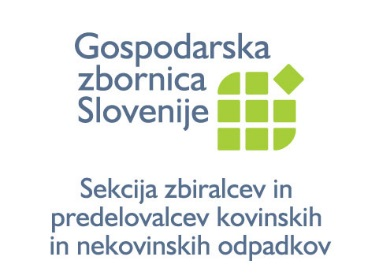 Gospodarska
zbornica
Slovenije
Sekcija zbiralcev in
predelovalcev kovinskih
in nekovinskih odpadkov